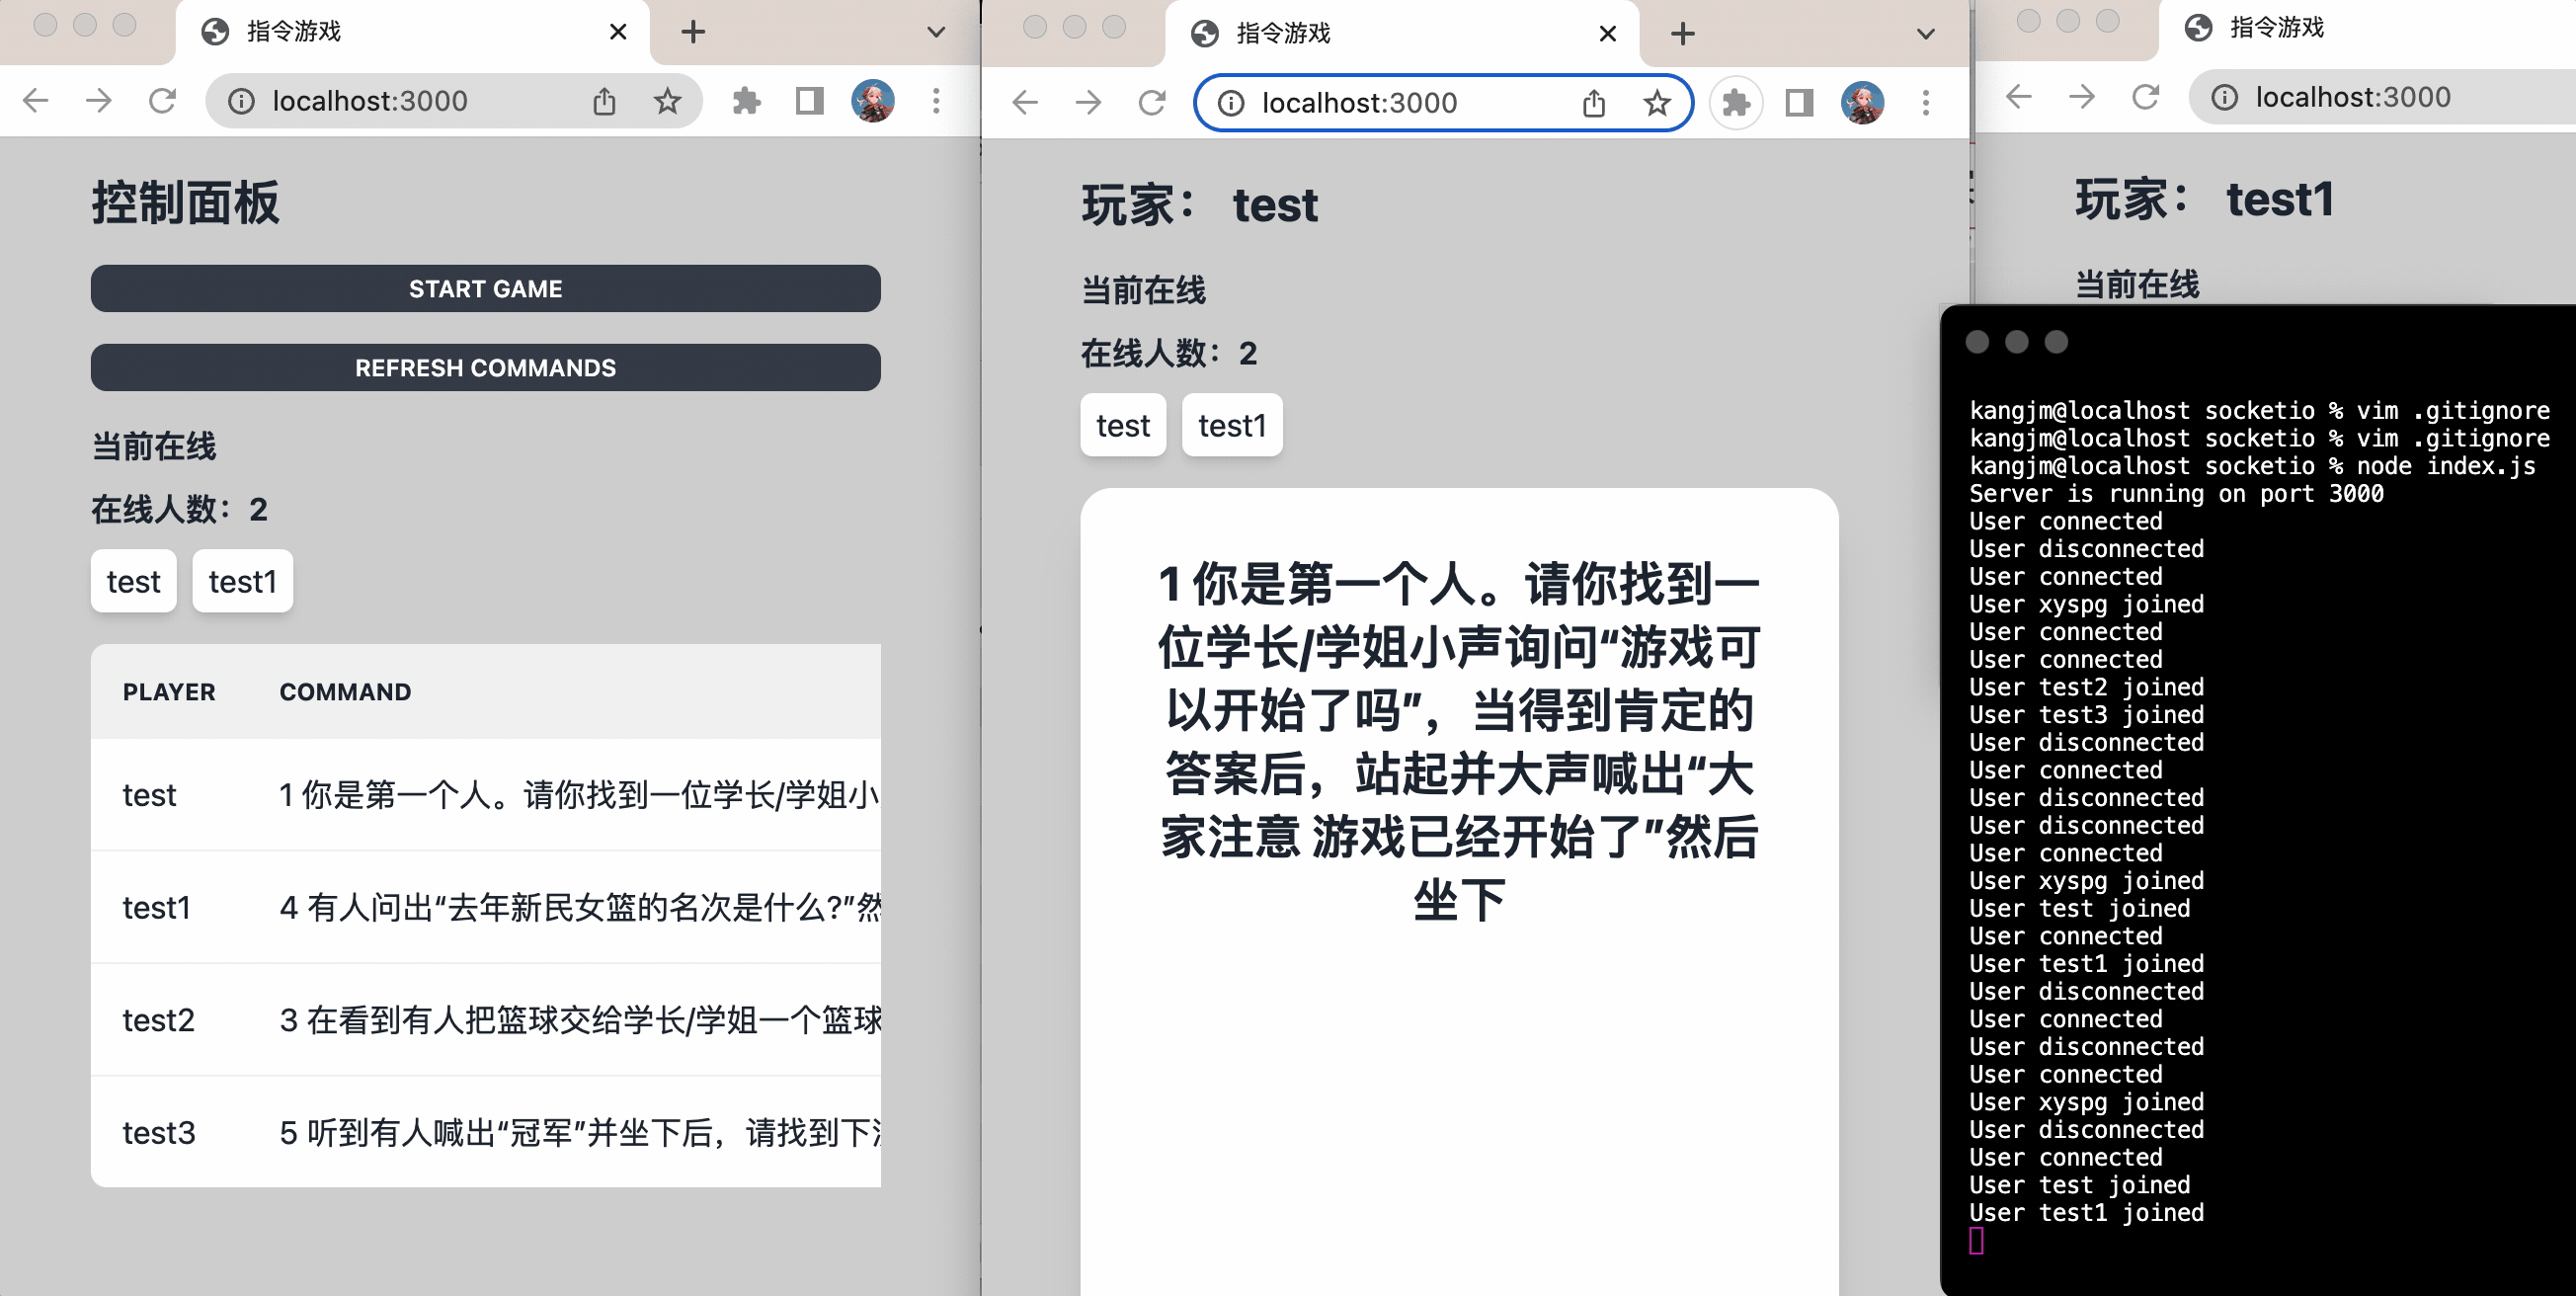 指令游戏
localhost:3000
控制面板
START GAME
REFRESH COMMANDS
当前在线
在线人数：2
test test1
PLAYER COMMAND
test 1 你是第一个人。请你找到一位学长/学姐小
test1 4 有人问出“去年新民女篮的名次是什么?”然
test2 3 在看到有人把篮球交给学长/学姐一个篮球
test3 5 听到有人喊出“冠军”并坐下后，请找到下
指令游戏
localhost:3000
玩家： test
当前在线
在线人数：2
test test1
1 你是第一个人。请你找到一
位学长/学姐小声询问“游戏可
以开始了吗”，当得到肯定的
答案后，站起并大声喊出“大
家注意 游戏已经开始了”然后
坐下
指令游戏
localhost:3000
玩家： test1
当前在线
kangjm@localhost socketio % vim .gitignore
kangjm@localhost socketio % vim .gitignore
kangjm@localhost socketio % node index.js
Server is running on port 3000
User connected
User disconnected
User connected
User xyspg joined
User connected
User connected
User test2 joined
User test3 joined
User disconnected
User connected
User disconnected
User disconnected
User connected
User xyspg joined
User test joined
User connected
User test1 joined
User disconnected
User connected
User disconnected
User connected
User xyspg joined
User disconnected
User connected
User test joined
User test1 joined